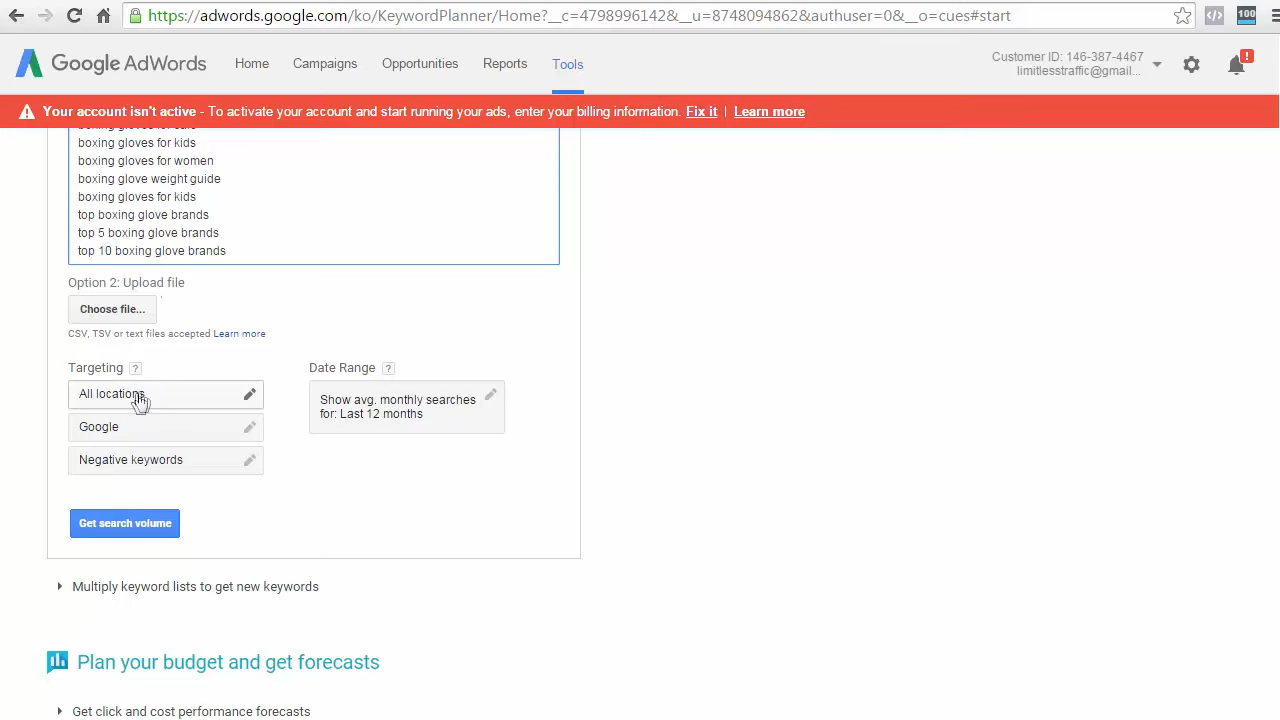 https://adwords.google.com/ko/KeywordPlanner/Home?__c=4798996142&__u=8748094862&authuser=0&__o=cues#start
100
Google AdWords
Home
Campaigns
Opportunities
Reports
Tools
Customer ID: 146-387-4467
limitlesstraffic@gmail...
!
Your account isn't active - To activate your account and start running your ads, enter your billing information. Fix it | Learn more
boxing gloves for kids
boxing gloves for women
boxing glove weight guide
boxing gloves for kids
top boxing glove brands
top 5 boxing glove brands
top 10 boxing glove brands
Option 2: Upload file
Choose file...
CSV, TSV or text files accepted Learn more
Targeting ?
Date Range ?
All locations
Show avg. monthly searches
for: Last 12 months
Google
Negative keywords
Get search volume
Multiply keyword lists to get new keywords
Plan your budget and get forecasts
Get click and cost performance forecasts